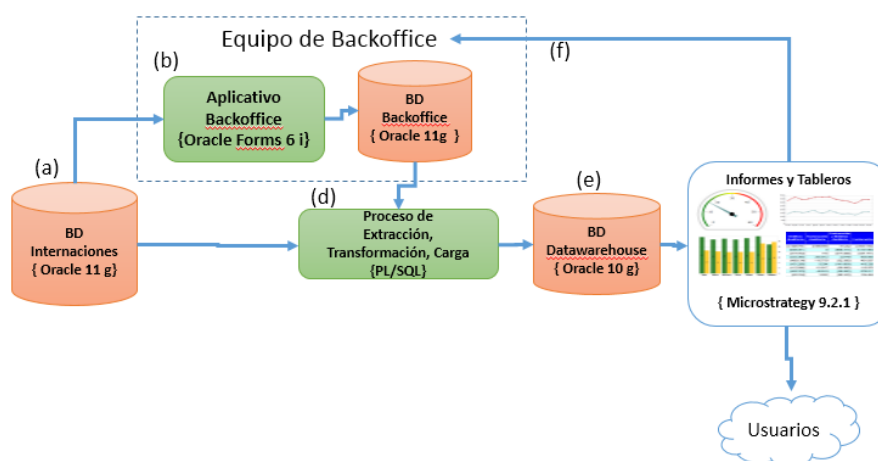 Equipo de Backoffice
(f)
(b)
Aplicativo
Backoffice
{Oracle Forms 6 i}
BD
Backoffice
{ Oracle 11g }
(a)
BD
Internaciones
{ Oracle 11 g}
(d)
Proceso de
Extracción,
Transformación, Carga
{PL/SQL}
(e)
BD
Datawarehouse
{ Oracle 10 g}
Informes y Tableros
{ Microstrategy 9.2.1 }
Usuarios